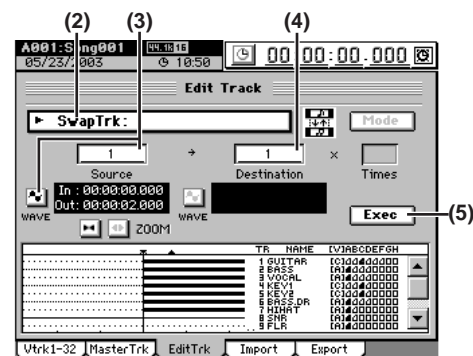 (2) (3) (4)
A001:Song001 44.1k 16 00 00:00.000
05/23/2003 10:50
Edit Track
SwapTrk: Mode
1 → 1 ×
Source Destination Times
In : 00:00:00.000
Out: 00:00:02.000
WAVE WAVE Exec (5)
ZOOM
TR NAME [V]ABCDEFGH
1 GUITAR
2 BASS
3 VOCAL
4 KEY1
5 KEY2
6 BASS.DR
7 HIHAT
8 SNR
9 FLR
Vtrk1-32 MasterTrk EditTrk Import Export